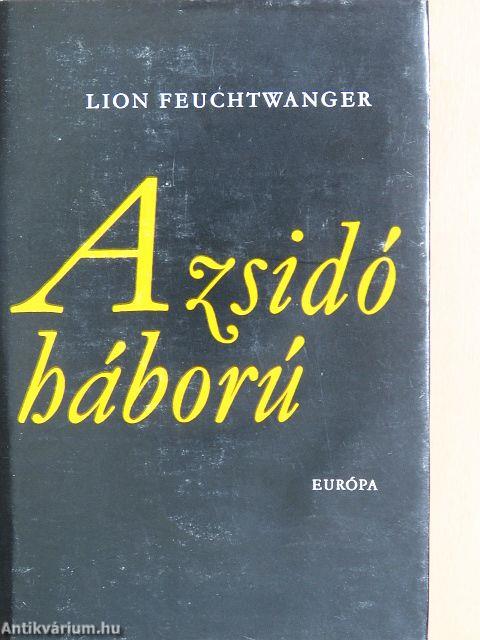 LION FEUCHTWANGER
A zsidó
háború
EURÓPA
Antikvárium.hu